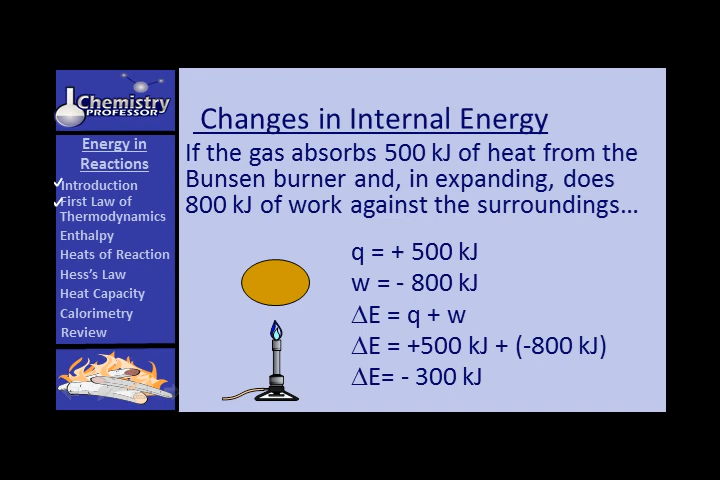 Chemistry
PROFESSOR
Energy in
Reactions
Introduction
First Law of
Thermodynamics
Enthalpy
Heats of Reaction
Hess's Law
Heat Capacity
Calorimetry
Review
Changes in Internal Energy
If the gas absorbs 500 kJ of heat from the
Bunsen burner and, in expanding, does
800 kJ of work against the surroundings…
q = + 500 kJ
w = - 800 kJ
∆E = q + w
∆E = +500 kJ + (-800 kJ)
∆E= - 300 kJ